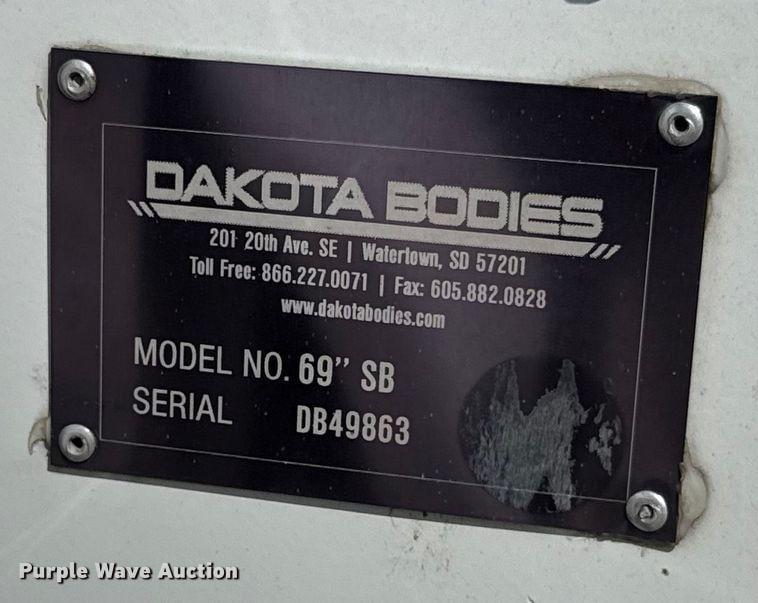 DAKOTA BODIES
201 20th Ave. SE | Watertown, SD 57201
Toll Free: 866.227.0071 | Fax: 605.882.0828
www.dakotabodies.com
MODEL NO. 69" SB
SERIAL DB49863
Purple Wave Auction